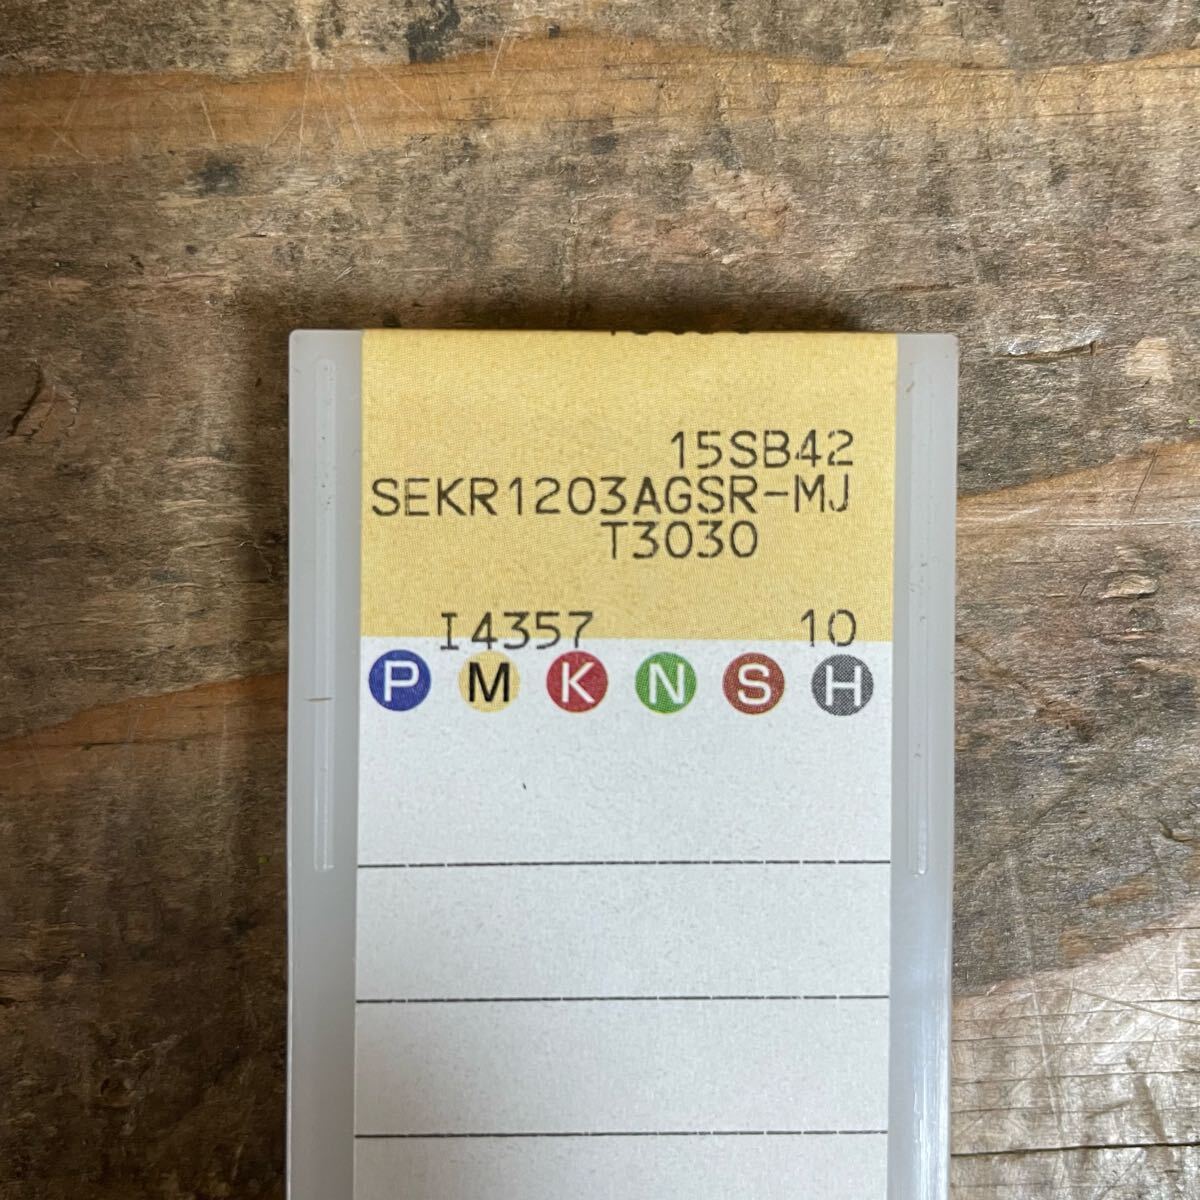 15SB42
SEKR1203AGSR-MJ
T3030
I4357 10
P M K N S H